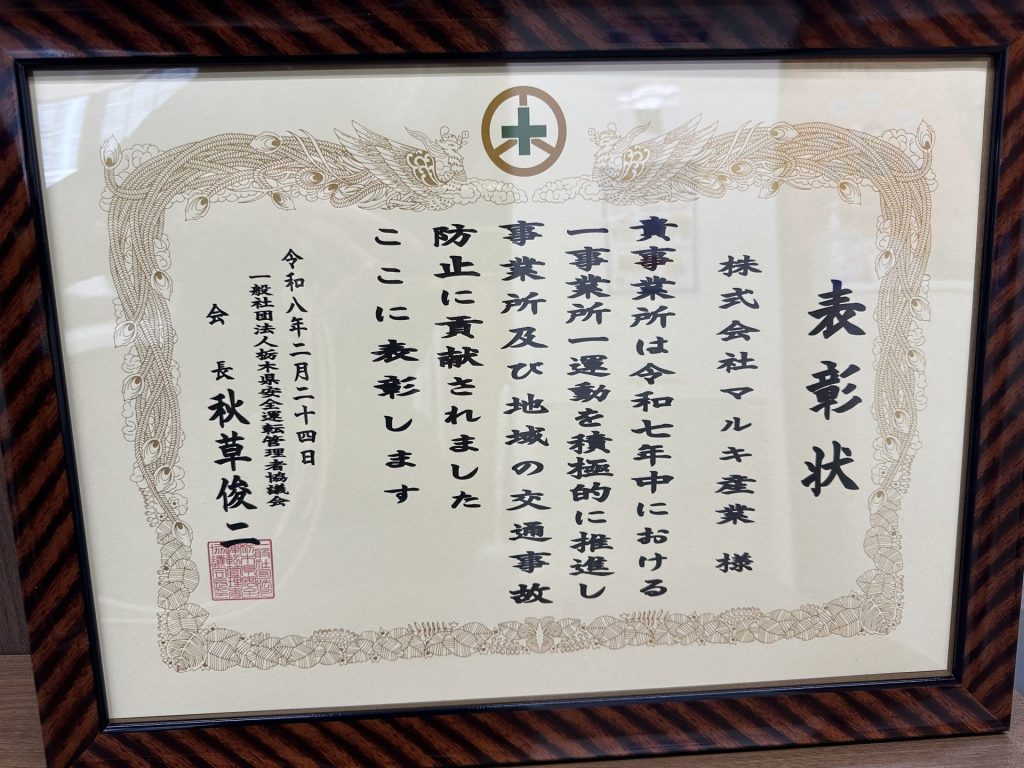 表彰状
株式会社マルキ産業 様
貴事業所は令和七年中における
一事業所一運動を積極的に推進し
事業所及び地域の交通事故
防止に貢献されました
ここに表彰します
令和八年二月二十四日
一般社団法人栃木県安全運転管理者協議会
会長 秋草俊二